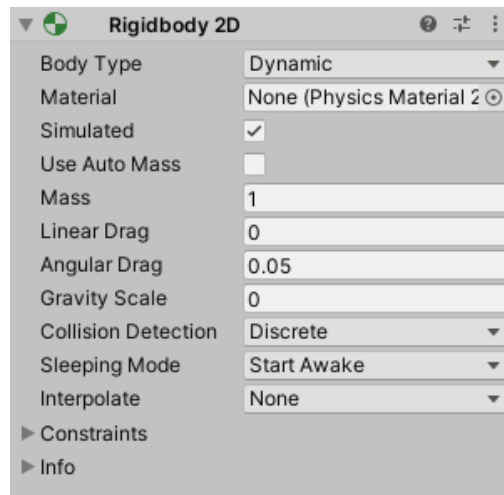 Rigidbody 2D
Body Type Dynamic
Material None (Physics Material 2
Simulated
Use Auto Mass
Mass 1
Linear Drag 0
Angular Drag 0.05
Gravity Scale 0
Collision Detection Discrete
Sleeping Mode Start Awake
Interpolate None
Constraints
Info